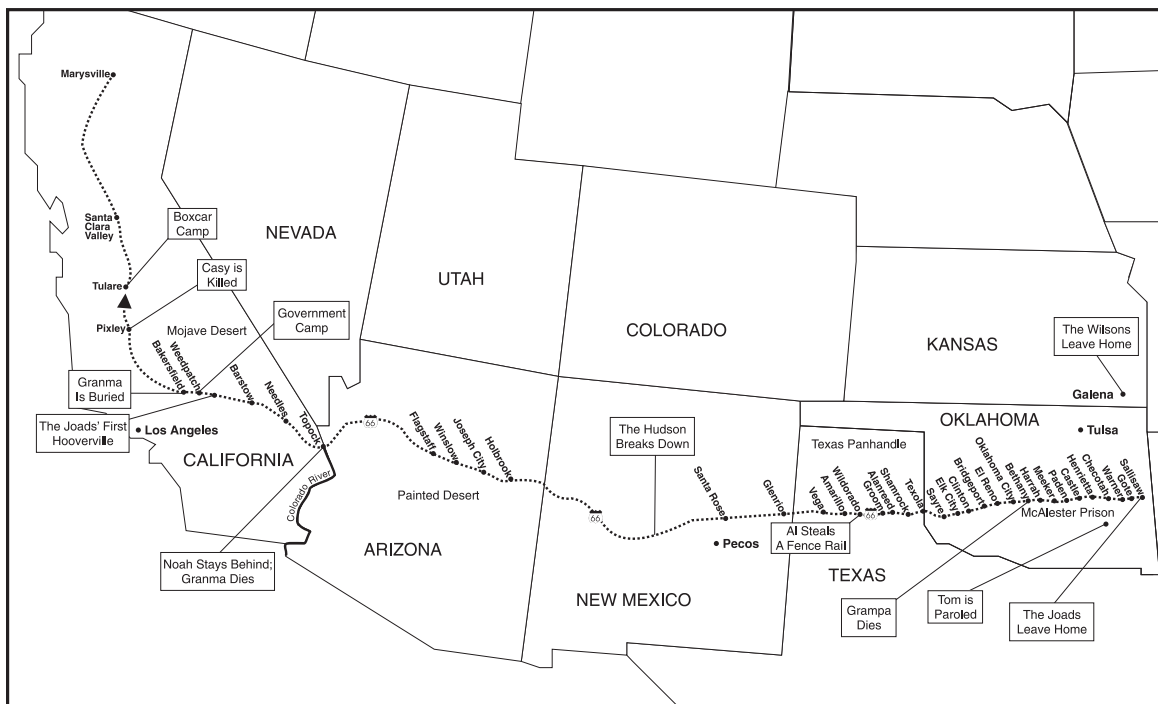 Marysville
Santa
Clara
Valley
Boxcar
Camp
NEVADA
Casy is
Killed
UTAH
Tulare
Government
Camp
COLORADO
Pixley
Mojave Desert
KANSAS
The Wilsons
Leave Home
Granma
Is Buried
Bakersfield
Weedpatch
Barstow
Needles
Topock
Galena
The Joads' First
Hooverville
Los Angeles
66
Flagstaff
Winslow
Joseph City
Holbrook
The Hudson
Breaks Down
OKLAHOMA
Tulsa
Texas Panhandle
CALIFORNIA
Colorado River
Painted Desert
66
Santa Rose
Glenrio
Vega
Amarillo
Wildorado
66
Groom
Alanreed
Shamrock
Texola
Sayre
Elk City
Clinton
Bridgeport
El Reno
Oklahoma City
Bethany
Harrah
Meeker
Paden
Castle
Henrietta
Checotah
Warner
Gore
Sallisaw
McAlester Prison
Al Steals
A Fence Rail
Pecos
ARIZONA
Noah Stays Behind;
Granma Dies
TEXAS
NEW MEXICO
Grampa
Dies
Tom is
Paroled
The Joads
Leave Home